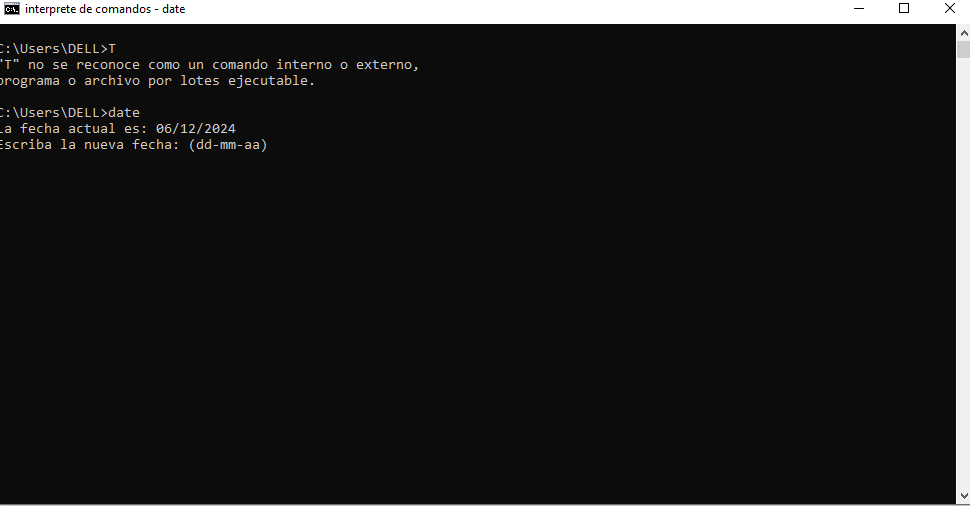 interprete de comandos - date
C:\Users\DELL>T
"T" no se reconoce como un comando interno o externo,
programa o archivo por lotes ejecutable.
C:\Users\DELL>date
La fecha actual es: 06/12/2024
Escriba la nueva fecha: (dd-mm-aa)